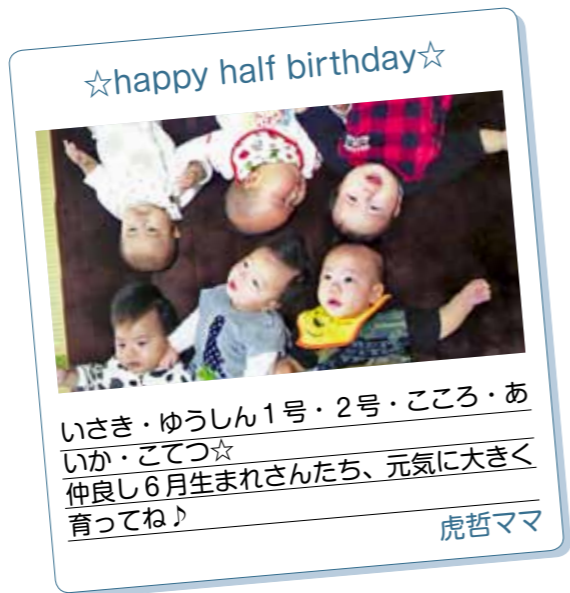 ☆happy half birthday☆
いさき・ゆうしん１号・２号・こころ・あ
いか・こてつ☆
仲良し６月生まれさんたち、元気に大きく
育ってね♪
虎哲ママ